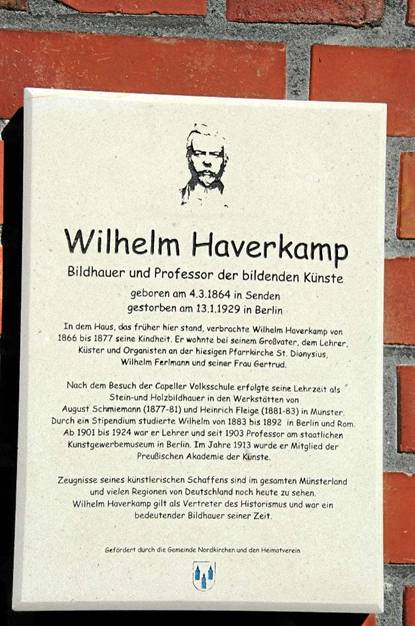 Wilhelm Haverkamp
Bildhauer und Professor der bildenden Künste
geboren am 4.3.1864 in Senden
gestorben am 13.1.1929 in Berlin
In dem Haus, das früher hier stand, verbrachte Wilhelm Haverkamp von
1866 bis 1877 seine Kindheit. Er wohnte bei seinem Großvater, dem Lehrer,
Küster und Organisten an der hiesigen Pfarrkirche St. Dionysius,
Wilhelm Ferlmann und seiner Frau Gertrud.
Nach dem Besuch der Capeller Volksschule erfolgte seine Lehrzeit als
Stein-und Holzbildhauer in den Werkstätten von
August Schmiemann (1877-81) und Heinrich Fleige (1881-83) in Münster.
Durch ein Stipendium studierte Wilhelm von 1883 bis 1892 in Berlin und Rom.
Ab 1901 bis 1924 war er Lehrer und seit 1903 Professor am staatlichen
Kunstgewerbemuseum in Berlin. Im Jahre 1913 wurde er Mitglied der
Preußischen Akademie der Künste.
Zeugnisse seines künstlerischen Schaffens sind im gesamten Münsterland
und vielen Regionen von Deutschland noch heute zu sehen.
Wilhelm Haverkamp gilt als Vertreter des Historismus und war ein
bedeutender Bildhauer seiner Zeit.
Gefördert durch die Gemeinde Nordkirchen und den Heimatverein